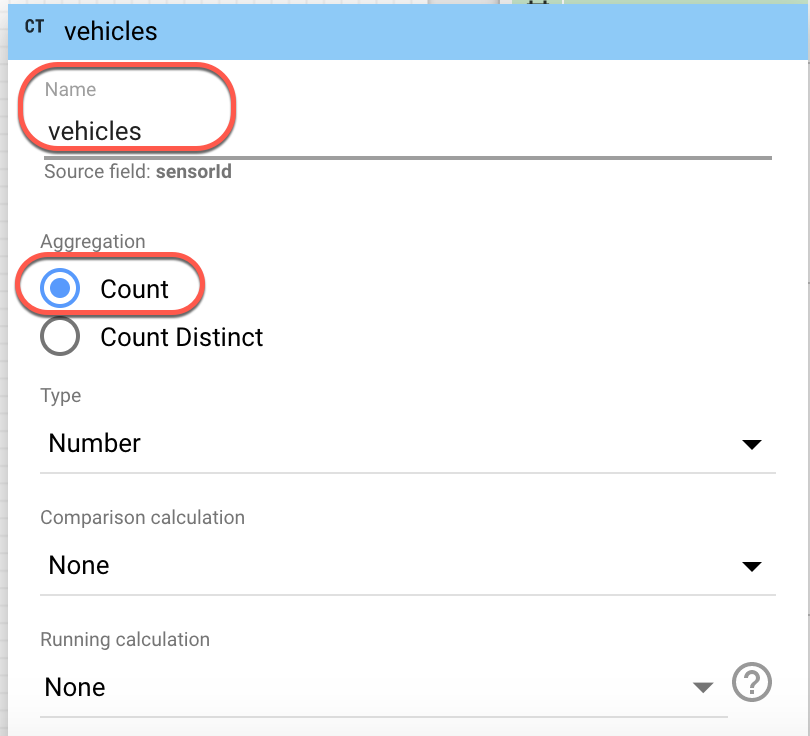 CT vehicles
Name
vehicles
Source field: sensorId
Aggregation
Count
Count Distinct
Type
Number
Comparison calculation
None
Running calculation
None
?